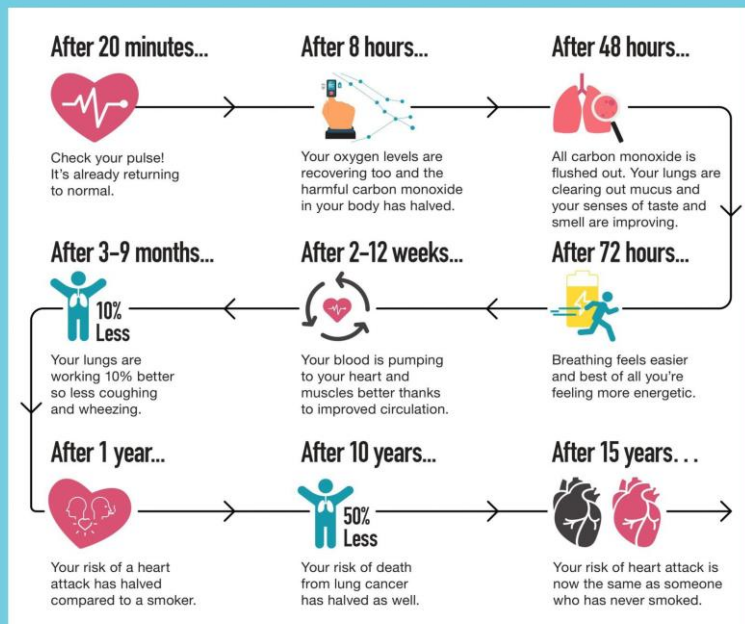 After 20 minutes...
Check your pulse!
It's already returning
to normal.
After 8 hours...
Your oxygen levels are
recovering too and the
harmful carbon monoxide
in your body has halved.
After 48 hours...
All carbon monoxide is
flushed out. Your lungs are
clearing out mucus and
your senses of taste and
smell are improving.
After 72 hours...
Breathing feels easier
and best of all you're
feeling more energetic.
After 2-12 weeks...
Your blood is pumping
to your heart and
muscles better thanks
to improved circulation.
After 3-9 months...
10%
Less
Your lungs are
working 10% better
so less coughing
and wheezing.
After 1 year...
Your risk of a heart
attack has halved
compared to a smoker.
After 10 years...
50%
Less
Your risk of death
from lung cancer
has halved as well.
After 15 years...
Your risk of heart attack is
now the same as someone
who has never smoked.